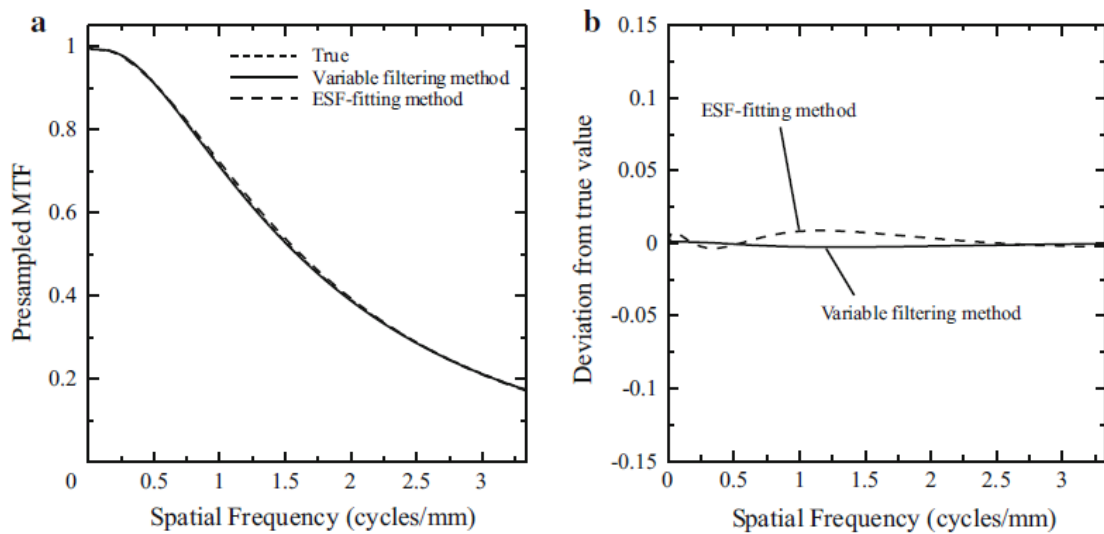 a
1
0.8
0.6
0.4
0.2
0
0.5
1
1.5
2
2.5
3
Presampled MTF
Spatial Frequency (cycles/mm)
True
Variable filtering method
ESF-fitting method
b
0.15
0.1
0.05
0
-0.05
-0.1
-0.15
0
0.5
1
1.5
2
2.5
3
Deviation from true value
Spatial Frequency (cycles/mm)
ESF-fitting method
Variable filtering method